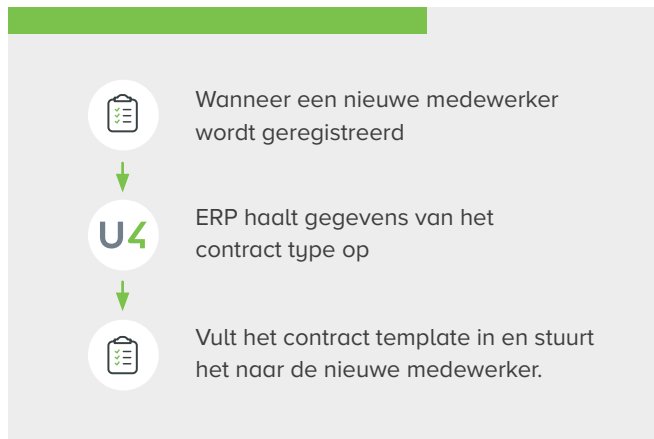 Wanneer een nieuwe medewerker
wordt geregistreerd
U4
ERP haalt gegevens van het
contract type op
Vult het contract template in en stuurt
het naar de nieuwe medewerker.